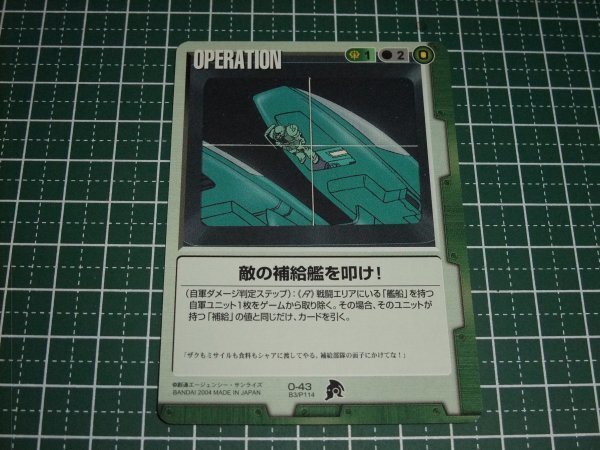 OPERATION
1 2 0
敵の補給艦を叩け!
(自軍ダメージ判定ステップ):戦闘エリアにいる「艦船」を持つ
自軍ユニット1枚をゲームから取り除く。その場合、そのユニットが
持つ「補給」の値と同じだけ、カードを引く。
「ザクもミサイルも食料もシャアに渡してやる。補給部隊の面子にかけてな!」
©創通エージェンシー・サンライズ
BANDAI 2004 MADE IN JAPAN
O-43
B3/P114